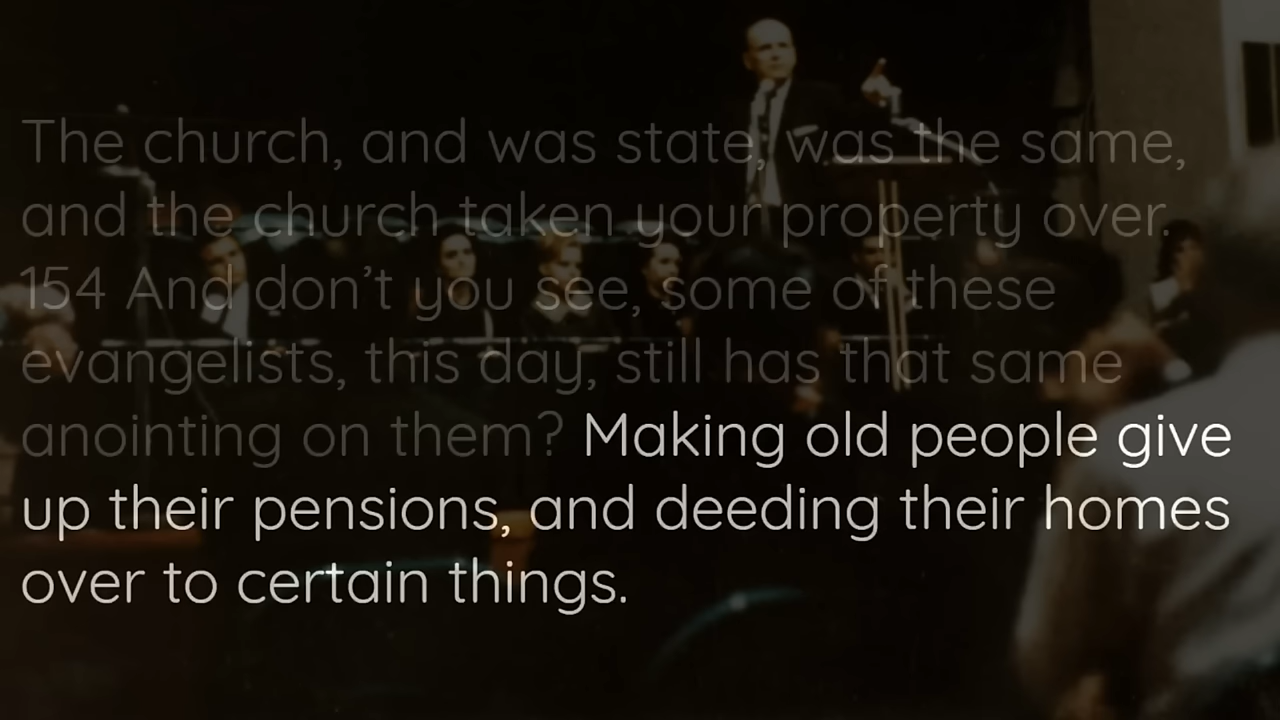 The church, and was state, was the same,
and the church taken your property over.
154 And don’t you see, some of these
evangelists, this day, still has that same
anointing on them? Making old people give
up their pensions, and deeding their homes
over to certain things.